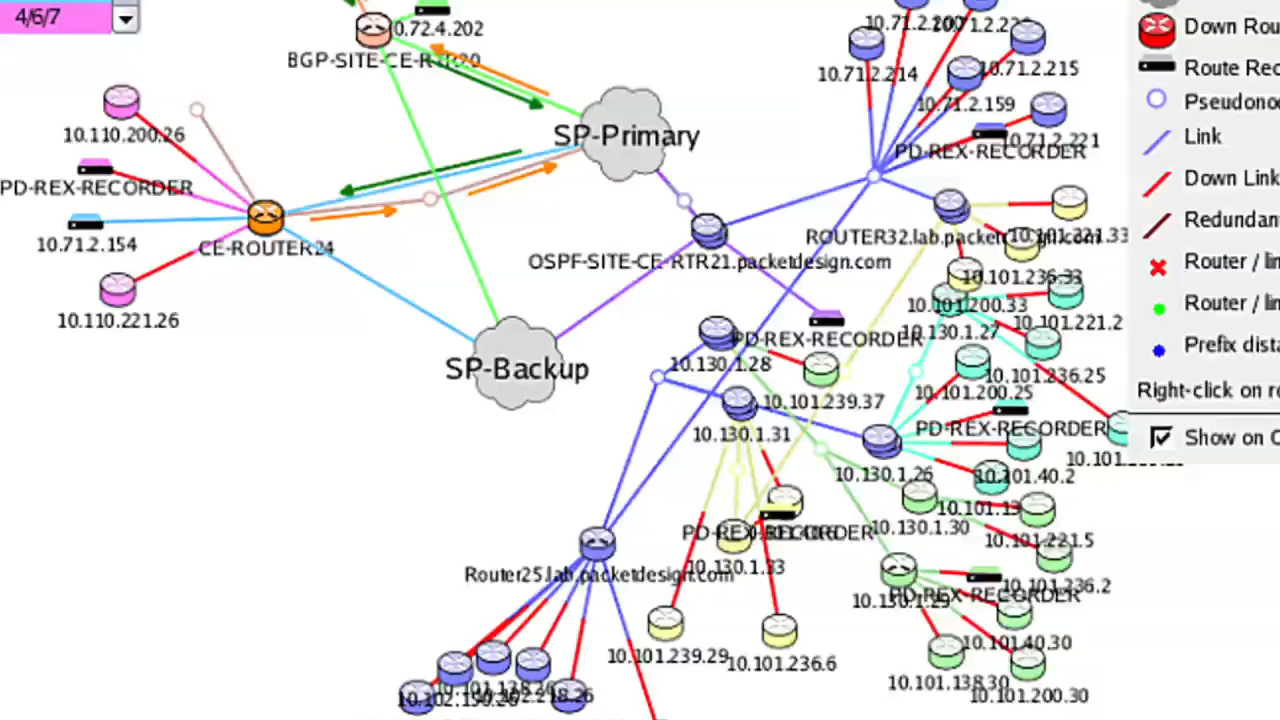 4/6/7
10.72.4.202
BGP-SITE-CE-RTR20
10.71.2.214
10.71.2.215
10.71.2.159
10.71.2.221
PD-REX-RECORDER
10.110.200.26
SP-Primary
PD-REX-RECORDER
10.71.2.154
CE-ROUTER24
10.110.221.26
OSPF-SITE-CE-RTR21.packetdesign.com
ROUTER32.lab.packetdesign.com
10.101.236.33
10.101.200.33
10.130.1.27
10.101.221.2
SP-Backup
PD-REX-RECORDER
10.130.1.28
10.101.239.37
10.101.236.25
10.101.200.25
PD-REX-RECORDER
10.130.1.31
10.130.1.26
10.101.40.2
10.130.1.30
10.101.221.5
PD-REX-RECORDER
10.130.1.33
Router25.lab.packetdesign.com
10.101.236.2
PD-REX-RECORDER
10.130.1.29
10.101.40.30
10.101.239.29
10.101.236.6
10.101.138.30
10.101.200.30
Down Rou
Route Rec
Pseudono
Link
Down Link
Redundan
Router / lin
Router / lin
Prefix dista
Right-click on ro
Show on